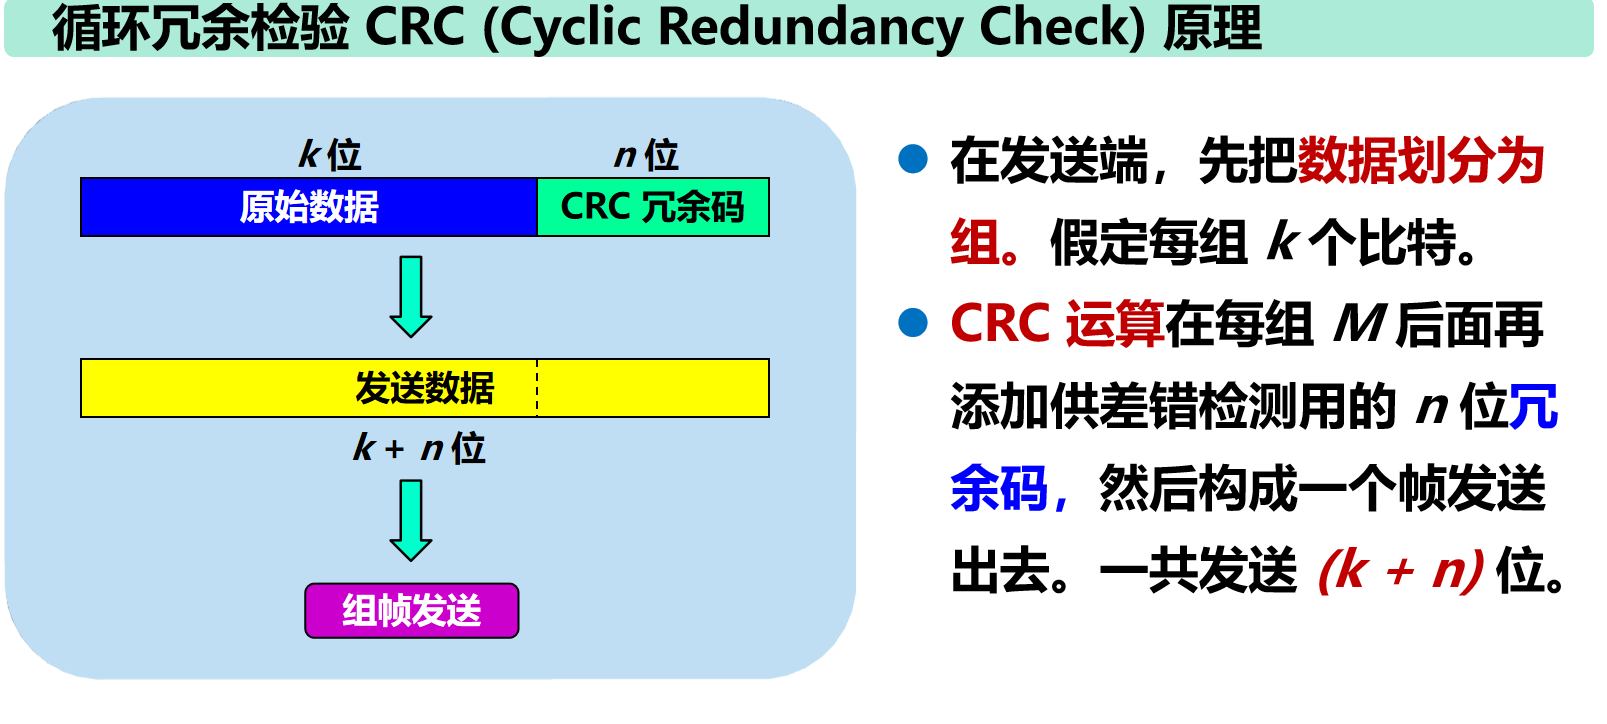 循环冗余检验 CRC (Cyclic Redundancy Check) 原理
k 位
n 位
原始数据
CRC 冗余码
发送数据
k + n 位
组帧发送
在发送端，先把数据划分为
组。假定每组 k 个比特。
CRC 运算在每组 M 后面再
添加供差错检测用的 n 位冗
余码，然后构成一个帧发送
出去。一共发送 (k + n) 位。